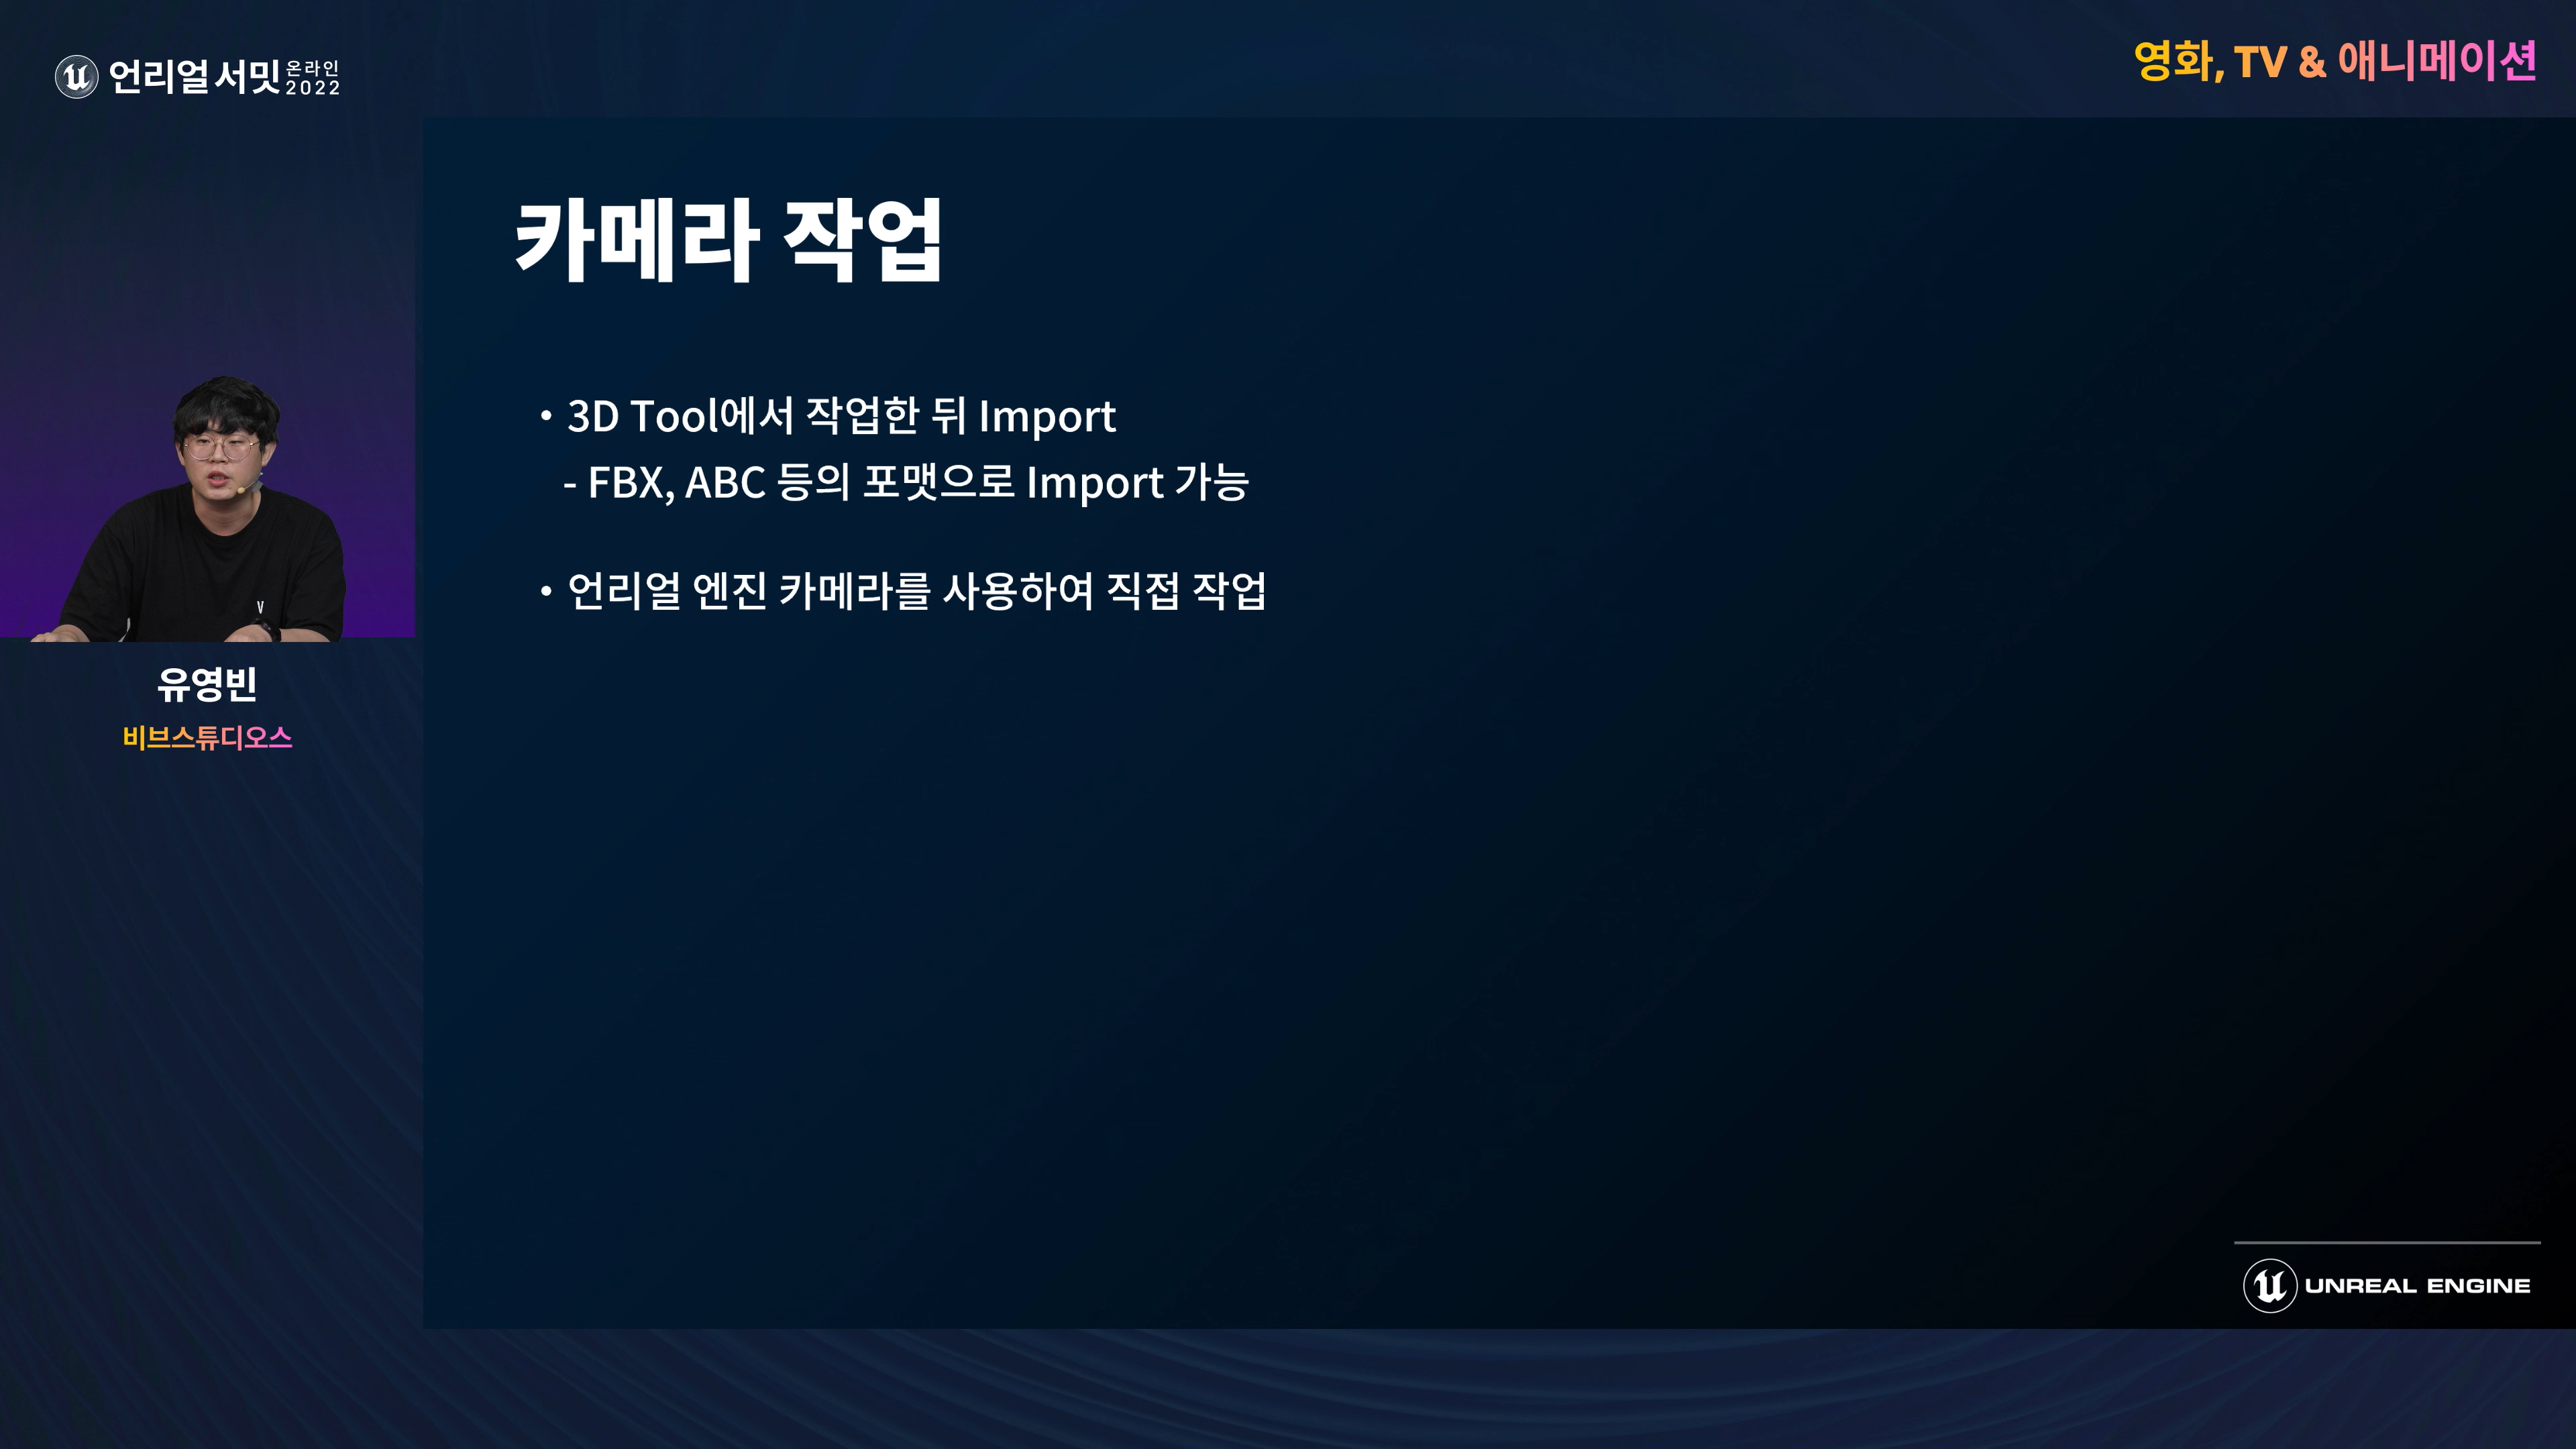 언리얼 서밋 온라인 2022
영화, TV & 애니메이션
카메라 작업
• 3D Tool에서 작업한 뒤 Import
- FBX, ABC 등의 포맷으로 Import 가능
• 언리얼 엔진 카메라를 사용하여 직접 작업
V
유영빈
비브스튜디오스
UNREAL ENGINE